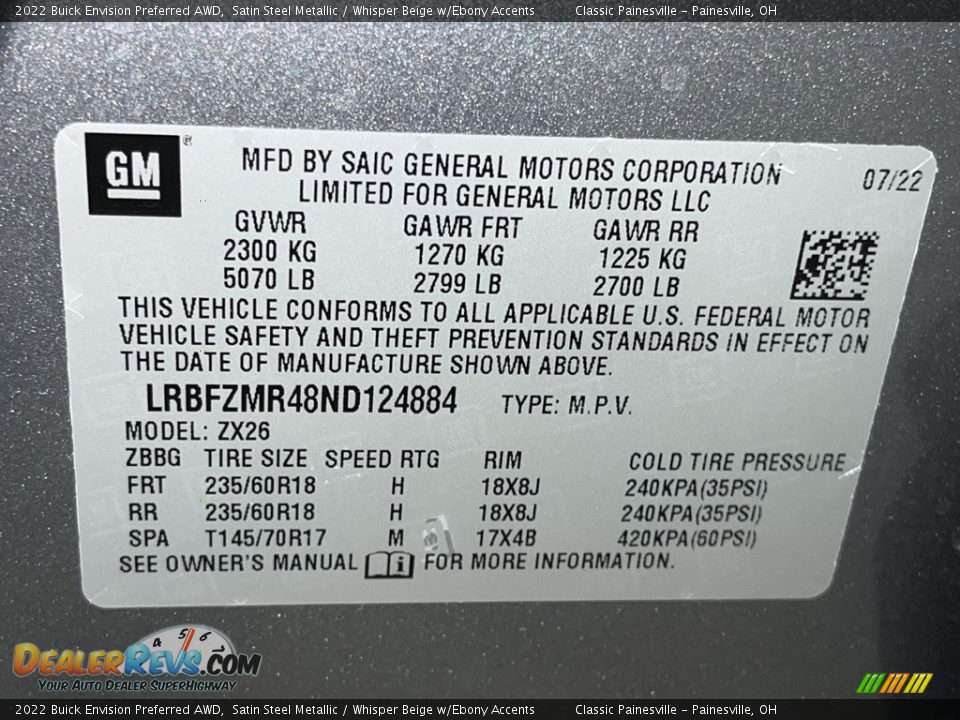 2022 Buick Envision Preferred AWD, Satin Steel Metallic / Whisper Beige w/Ebony Accents Classic Painesville - Painesville, OH
GM ®
MFD BY SAIC GENERAL MOTORS CORPORATION 07/22
LIMITED FOR GENERAL MOTORS LLC
GVWR GAWR FRT GAWR RR
2300 KG 1270 KG 1225 KG
5070 LB 2799 LB 2700 LB
THIS VEHICLE CONFORMS TO ALL APPLICABLE U.S. FEDERAL MOTOR
VEHICLE SAFETY AND THEFT PREVENTION STANDARDS IN EFFECT ON
THE DATE OF MANUFACTURE SHOWN ABOVE.
LRBFZMR48ND124884 TYPE: M.P.V.
MODEL: ZX26
ZBBG TIRE SIZE SPEED RTG RIM COLD TIRE PRESSURE
FRT 235/60R18 H 18X8J 240KPA(35PSI)
RR 235/60R18 H 18X8J 240KPA(35PSI)
SPA T145/70R17 M 17X4B 420KPA(60PSI)
SEE OWNER'S MANUAL i FOR MORE INFORMATION.
4 5 6 7
DEALERREVS.COM
YOUR AUTO DEALER SUPERHIGHWAY
2022 Buick Envision Preferred AWD, Satin Steel Metallic / Whisper Beige w/Ebony Accents Classic Painesville - Painesville, OH